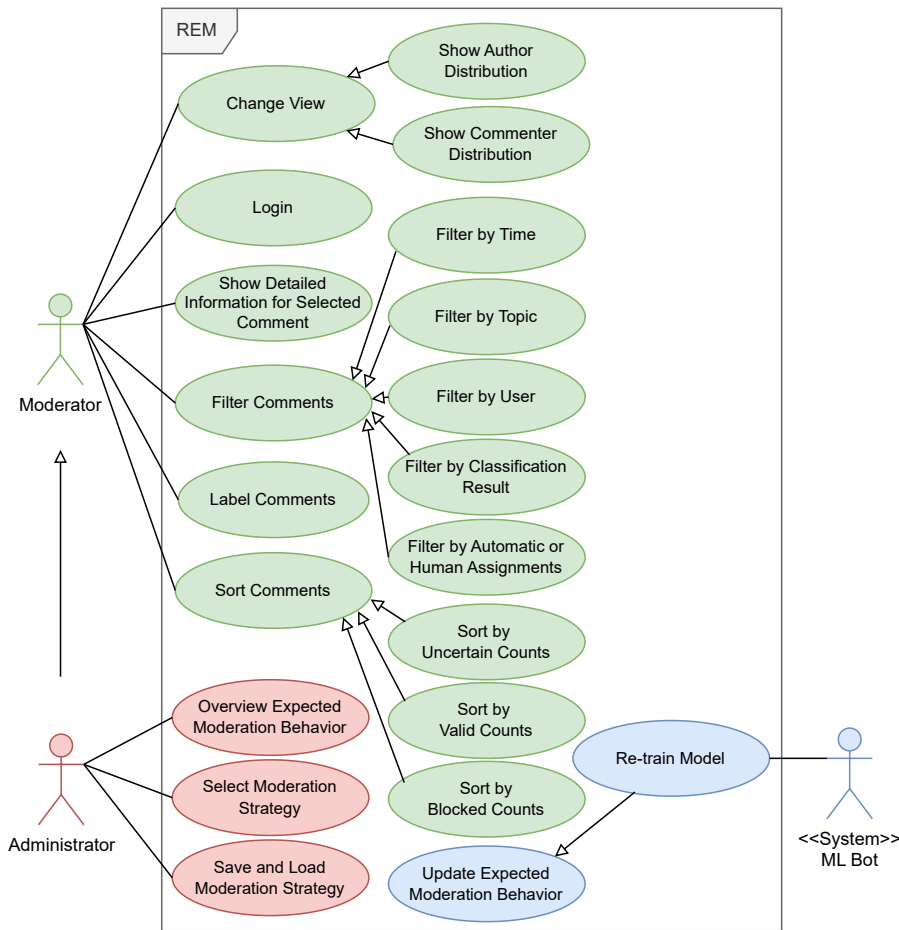 REM
Show Author
Distribution
Change View
Show Commenter
Distribution
Login
Filter by Time
Show Detailed
Information for Selected
Comment
Filter by Topic
Moderator
Filter Comments
Filter by User
Filter by Classification
Result
Label Comments
Filter by Automatic or
Human Assignments
Sort Comments
Sort by
Uncertain Counts
Overview Expected
Moderation Behavior
Sort by
Valid Counts
Re-train Model
Select Moderation
Strategy
Sort by
Blocked Counts
Administrator
<<System>>
ML Bot
Save and Load
Moderation Strategy
Update Expected
Moderation Behavior